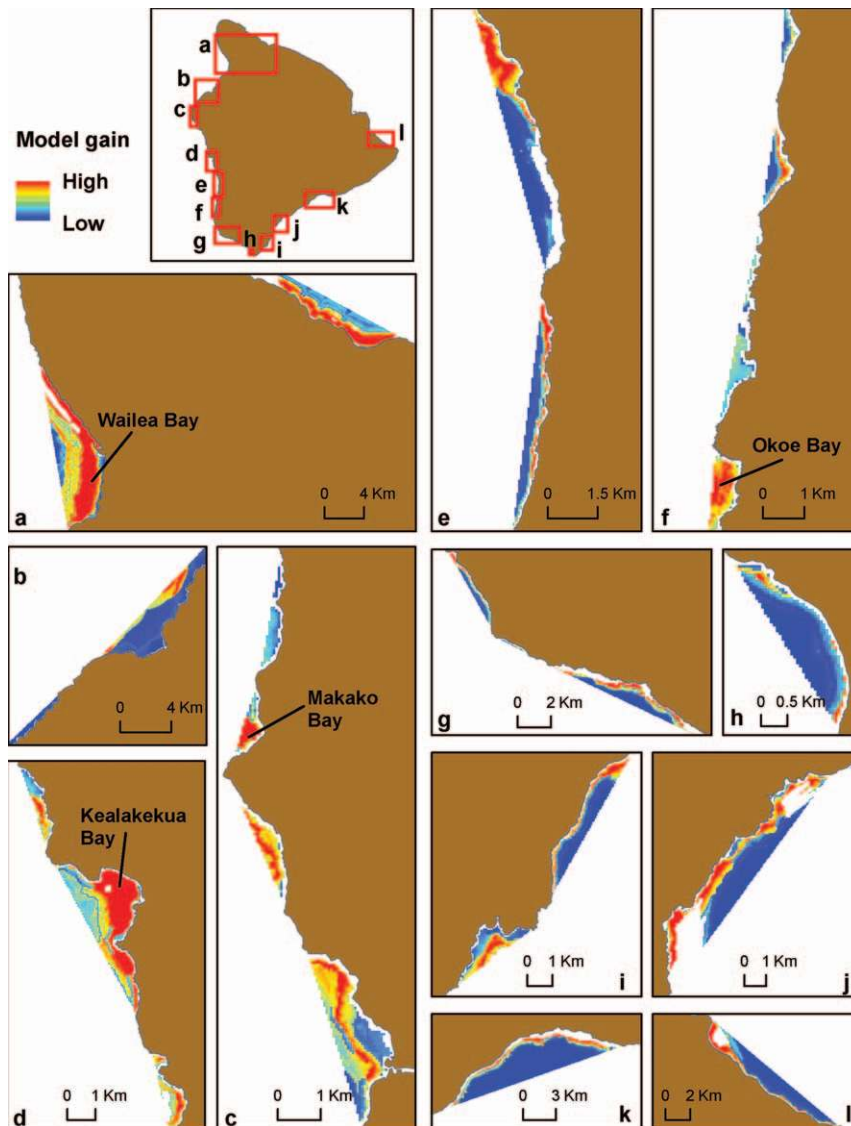 a
b
c
d
e
f
g
h
i
j
k
l
Model gain
High
Low
Wailea Bay
0 4 Km
a
0 1.5 Km
e
Okoe Bay
0 1 Km
f
b
0 4 Km
Makako
Bay
0 1 Km
c
Kealakekua
Bay
0 1 Km
d
0 2 Km
g
0 0.5 Km
h
0 1 Km
i
0 1 Km
j
0 3 Km
k
0 2 Km
l